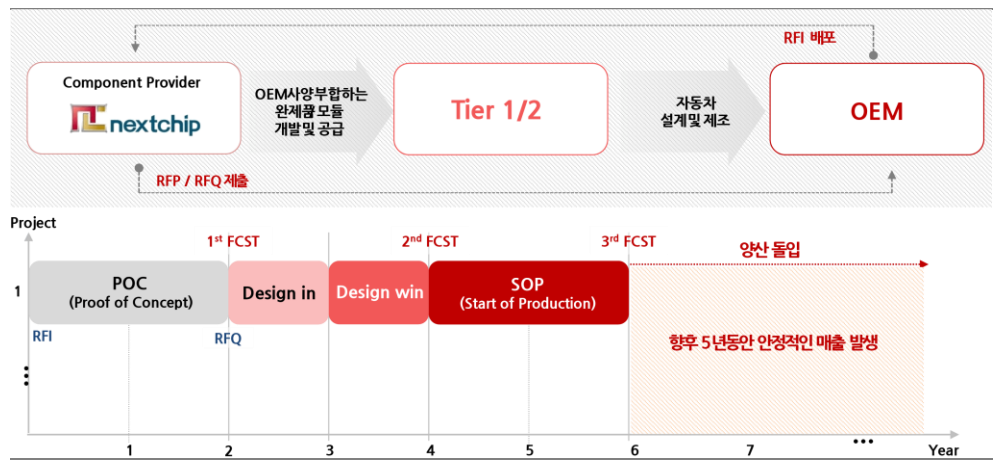 RFI 배포
Component Provider
nextchip
OEM사양부합하는
완제품모듈
개발및 공급
Tier 1/2
자동차
설계및 제조
OEM
RFP / RFQ 제출
Project
1st FCST
2nd FCST
3rd FCST
양산 돌입
1
POC
(Proof of Concept)
Design in
Design win
SOP
(Start of Production)
RFI
RFQ
향후 5년동안 안정적인 매출 발생
1
2
3
4
5
6
7
Year